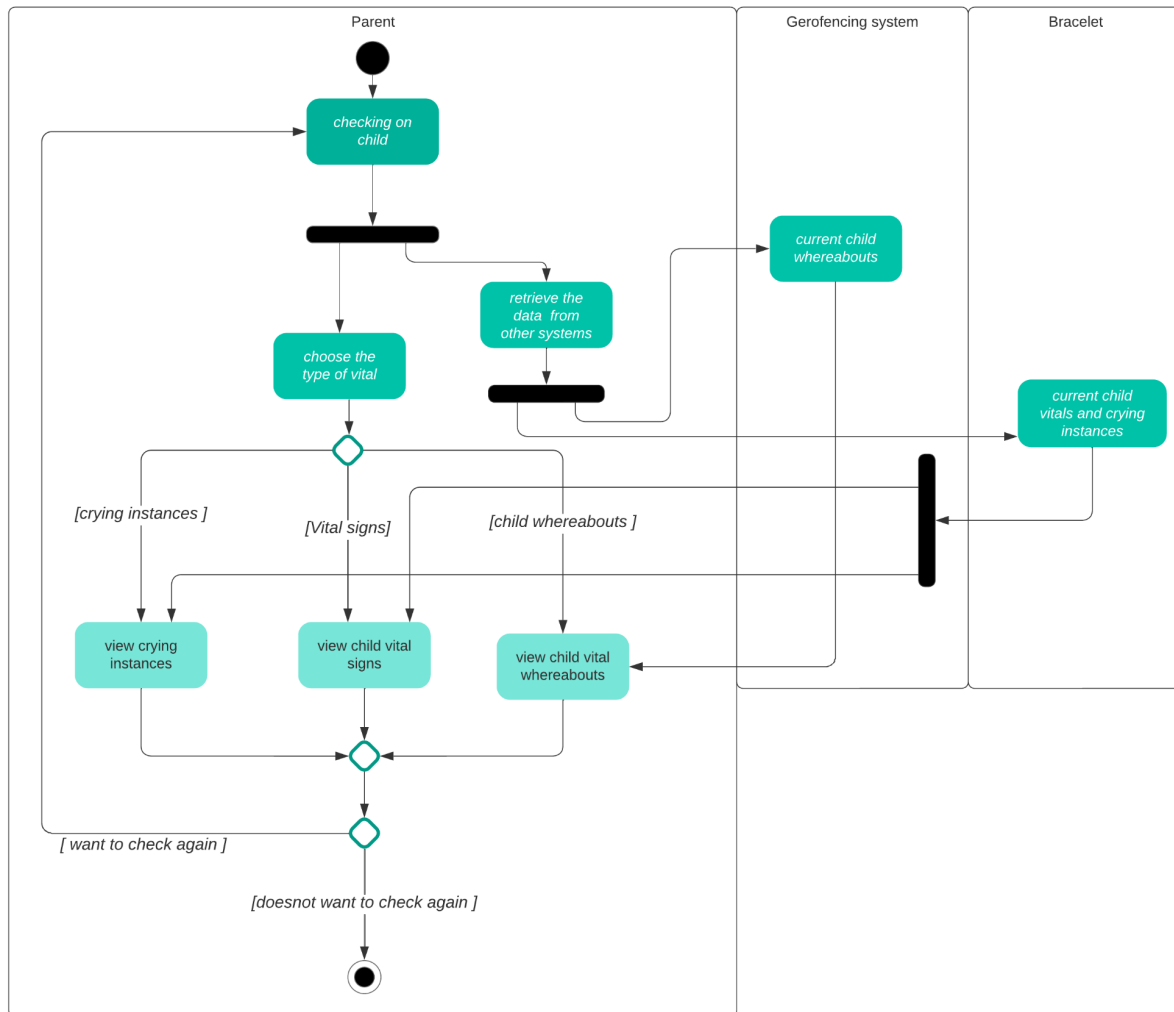 Parent
Gerofencing system
Bracelet
checking on
child
current child
whereabouts
retrieve the
data  from
other systems
choose the
type of vital
current child
vitals and crying
instances
[crying instances ]
[Vital signs]
[child whereabouts ]
view crying
instances
view child vital
signs
view child vital
whereabouts
[ want to check again ]
[doesnot want to check again ]